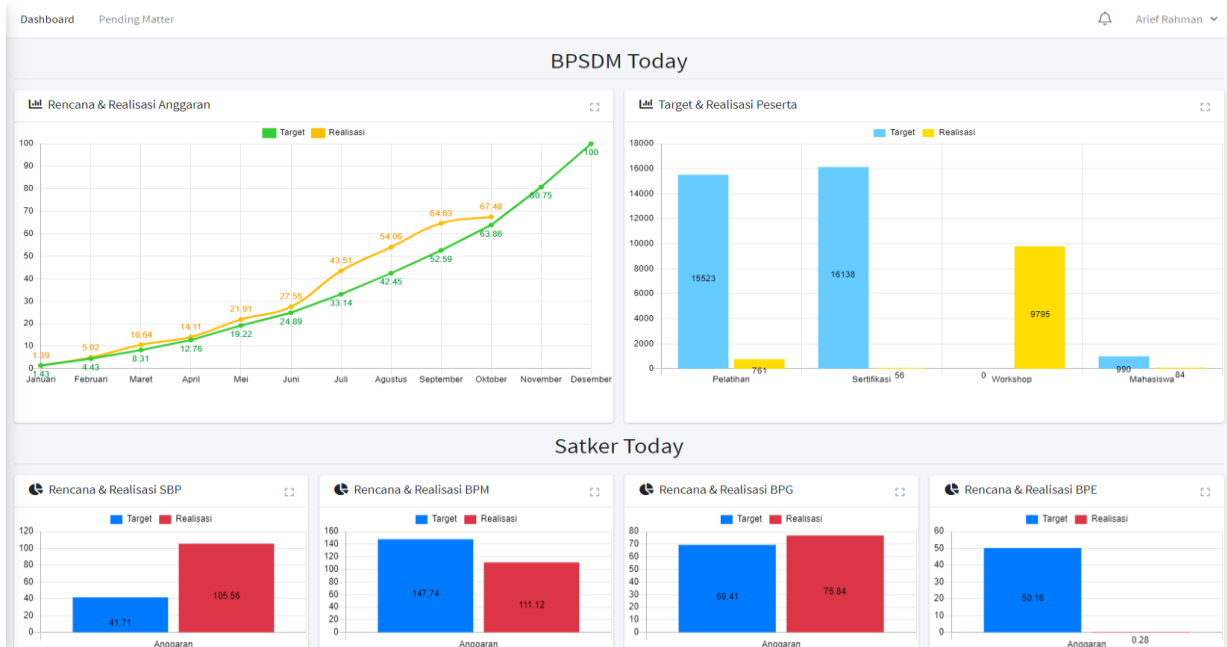 Dashboard Pending Matter Arief Rahman
BPSDM Today
Rencana & Realisasi Anggaran
Target Realisasi
100
90
80
70
60
50
40
30
20
10
0
1.39 5.02 10.64 14.11 21.91 27.55 43.51 54.06 64.63 67.48
1.43 4.43 8.31 12.76 19.22 24.89 33.14 42.45 52.59 63.86 80.75 100
Januari Februari Maret April Mei Juni Juli Agustus September Oktober November Desember
Target & Realisasi Peserta
Target Realisasi
18000
16000
14000
12000
10000
8000
6000
4000
2000
0
15523 761 16138 56 0 9795 990 84
Pelatihan Sertifikasi Workshop Mahasiswa
Satker Today
Rencana & Realisasi SBP
Target Realisasi
120
100
80
60
40
20
0
41.71 105.56
Anggaran
Rencana & Realisasi BPM
Target Realisasi
160
140
120
100
80
60
40
20
0
147.74 111.12
Anggaran
Rencana & Realisasi BPG
Target Realisasi
80
70
60
50
40
30
20
10
0
69.41 76.84
Anggaran
Rencana & Realisasi BPE
Target Realisasi
60
50
40
30
20
10
0
50.16 0.28
Anggaran